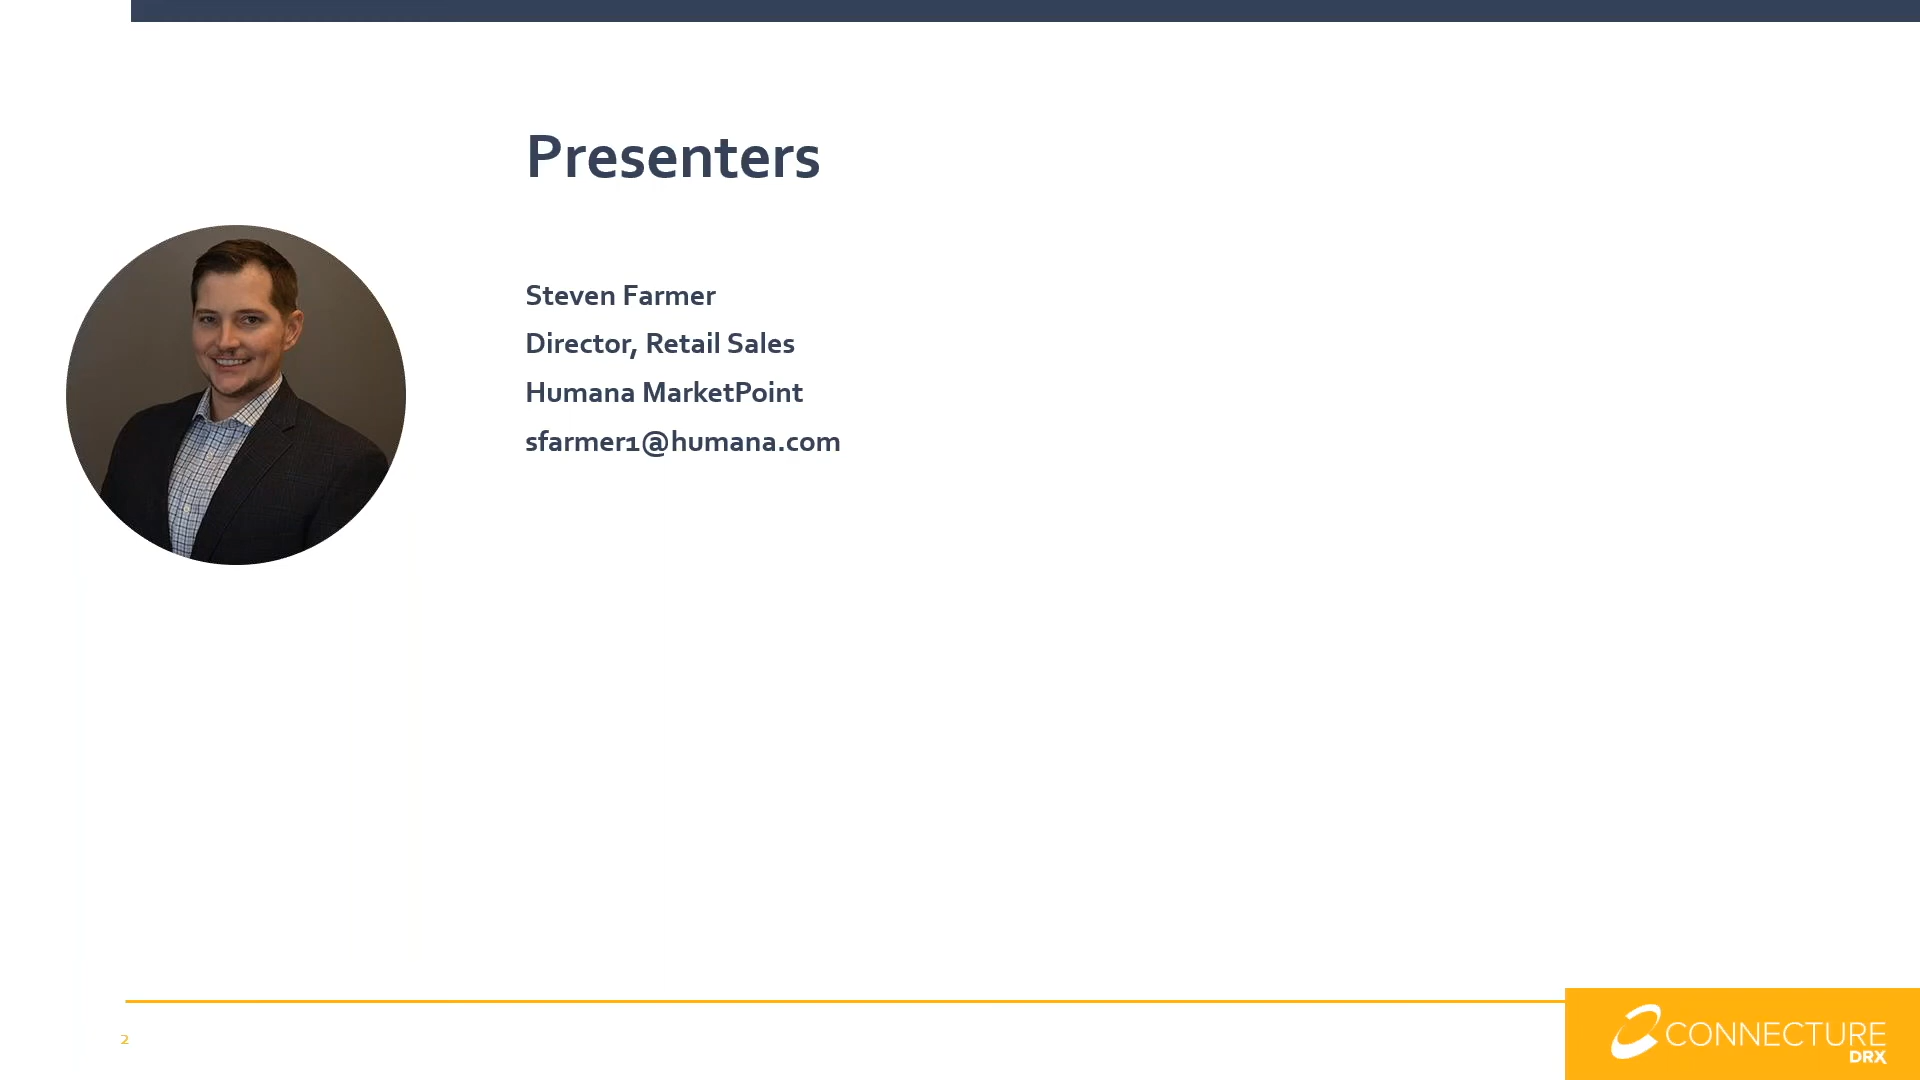 Presenters
Steven Farmer
Director, Retail Sales
Humana MarketPoint
sfarmer1@humana.com
2
CONNECTURE
DRX